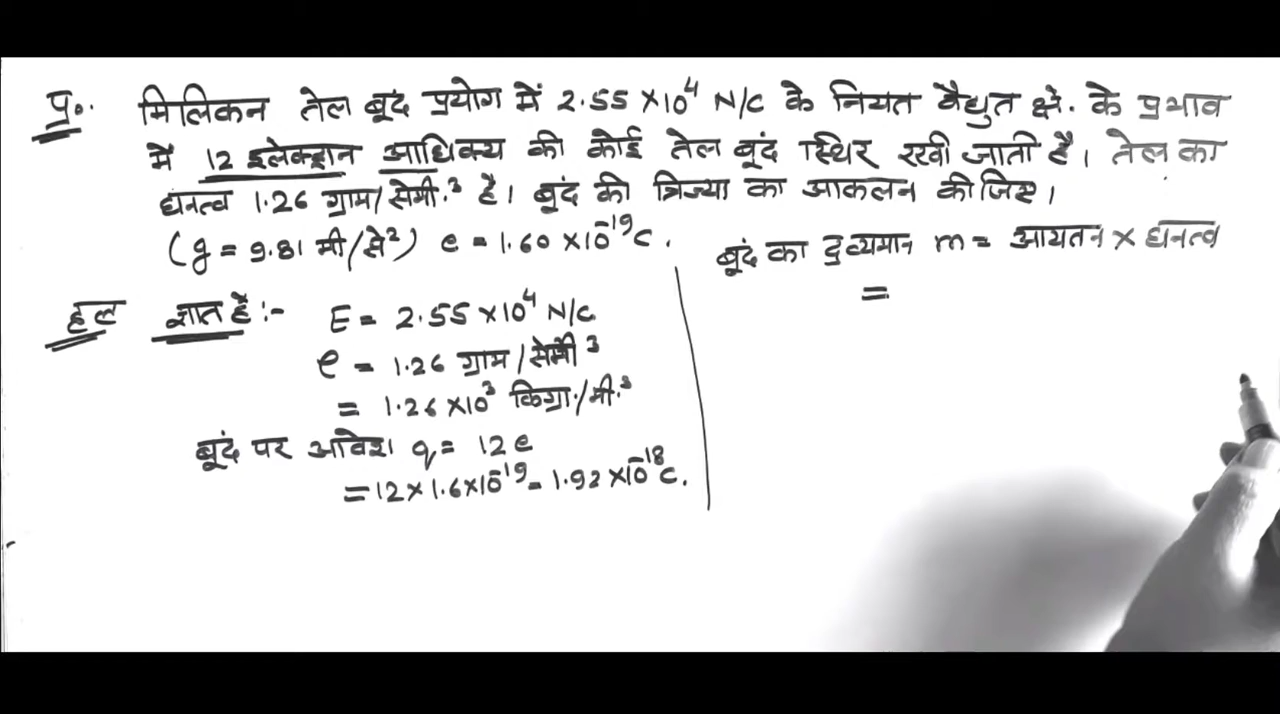 प्र०. मिलिकन तेल बूंद प्रयोग में 2.55 × 10⁴ N/C के नियत वैद्युत क्षे. के प्रभाव
में 12 इलेक्ट्रान आधिक्य की कोई तेल बूंद स्थिर रखी जाती है। तेल का
घनत्व 1.26 ग्राम/सेमी.³ है। बूंद की त्रिज्या का आकलन कीजिए।
(g = 9.81 मी/से²) e = 1.60 × 10⁻¹⁹ C.
हल ज्ञात है :- E = 2.55 × 10⁴ N/C
ρ = 1.26 ग्राम/सेमी³
= 1.26 × 10³ किग्रा./मी.³
बूंद पर आवेश q = 12 e
= 12 × 1.6 × 10⁻¹⁹ = 1.92 × 10⁻¹⁸ C.
बूंद का द्रव्यमान m = आयतन × घनत्व
=